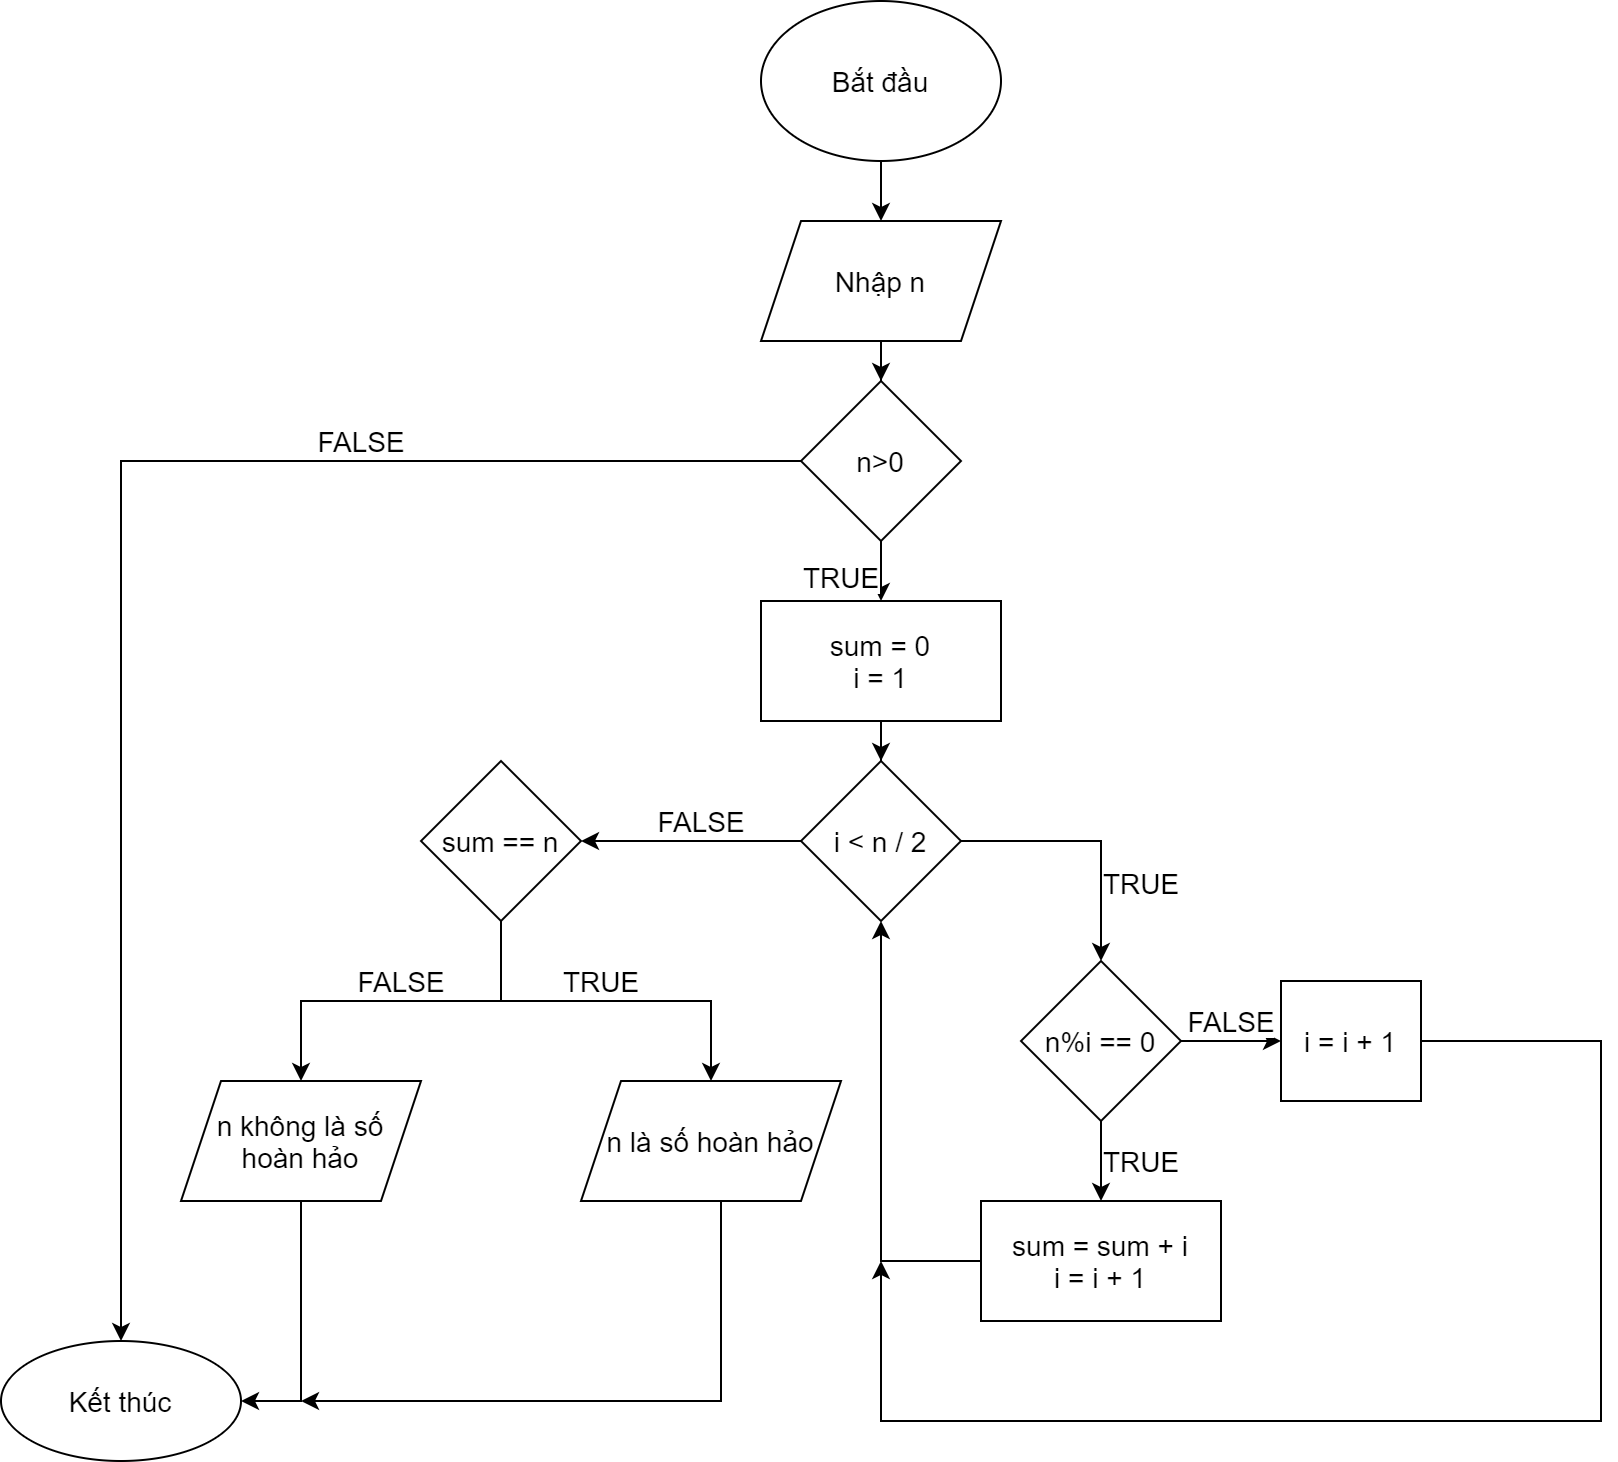 Bắt đầu
Nhập n
FALSE
n>0
TRUE
sum = 0
i = 1
sum == n
FALSE
i < n / 2
TRUE
FALSE
TRUE
n%i == 0
FALSE
i = i + 1
n không là số
hoàn hảo
n là số hoàn hảo
TRUE
sum = sum + i
i = i + 1
Kết thúc